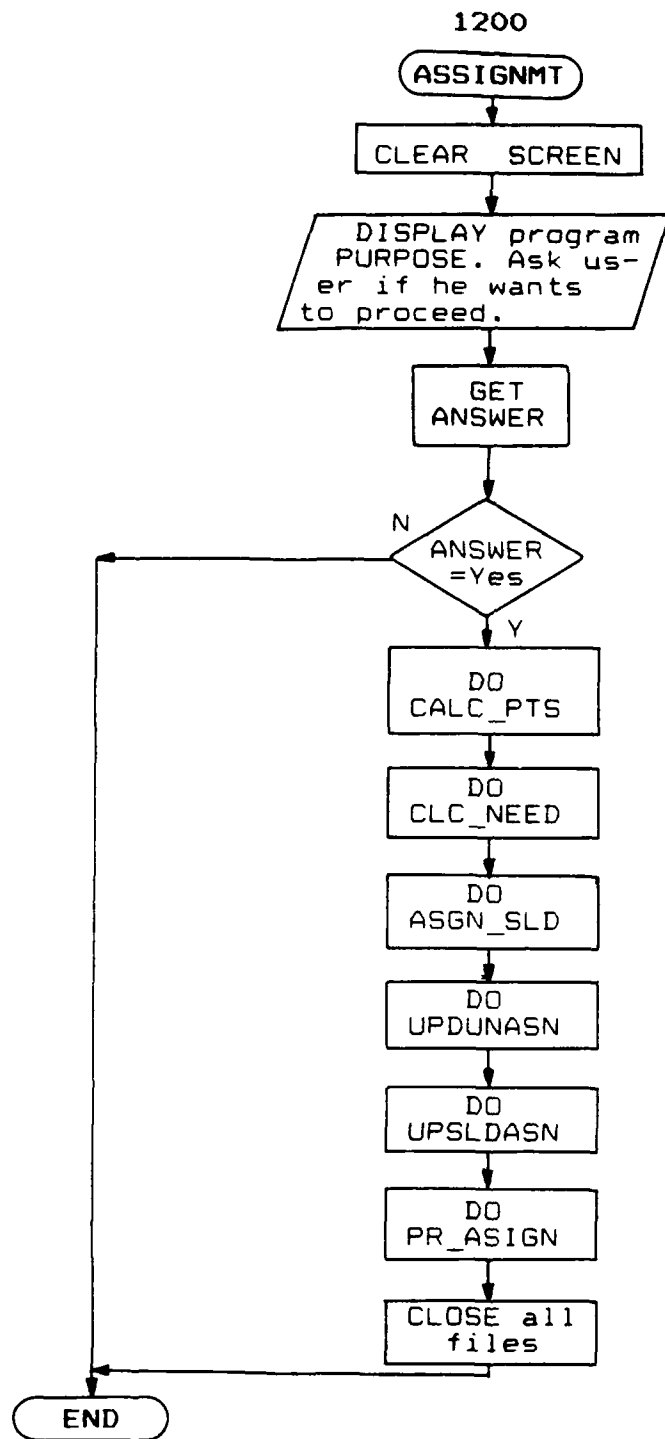 1200
ASSIGNMT
CLEAR SCREEN
DISPLAY program
PURPOSE. Ask us-
er if he wants
to proceed.
GET
ANSWER
N
ANSWER
=Yes
Y
DO
CALC_PTS
DO
CLC_NEED
DO
ASGN_SLD
DO
UPDUNASN
DO
UPSLDASN
DO
PR_ASIGN
CLOSE all
files
END